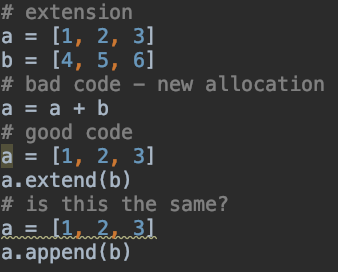 # extension
a = [1, 2, 3]
b = [4, 5, 6]
# bad code - new allocation
a = a + b
# good code
a = [1, 2, 3]
a.extend(b)
# is this the same?
a = [1, 2, 3]
a.append(b)